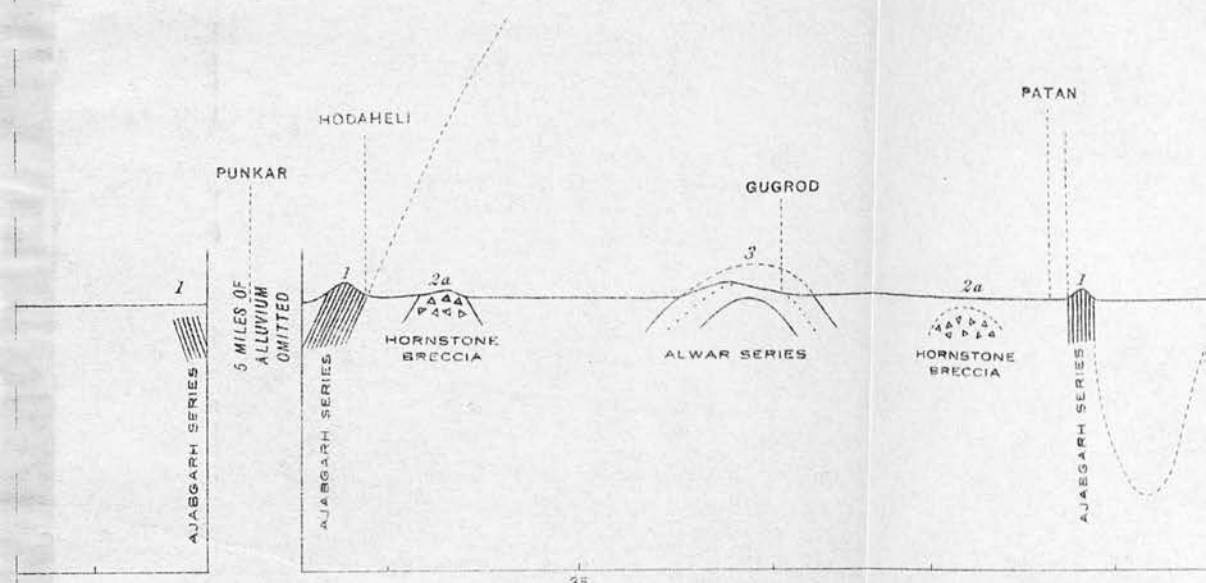 PATAN
HODAHELI
PUNKAR
GUGROD
3
1
5 MILES OF
ALLUVIUM
OMITTED
1
2a
2a
1
HORNSTONE
BRECCIA
ALWAR SERIES
HORNSTONE
BRECCIA
AJABGARH SERIES
AJABGARH SERIES
AJABGARH SERIES